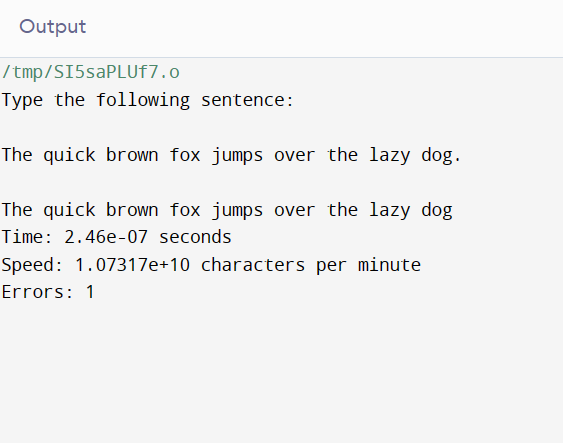 Output
/tmp/SI5saPLUf7.o
Type the following sentence:
The quick brown fox jumps over the lazy dog.
The quick brown fox jumps over the lazy dog
Time: 2.46e-07 seconds
Speed: 1.07317e+10 characters per minute
Errors: 1